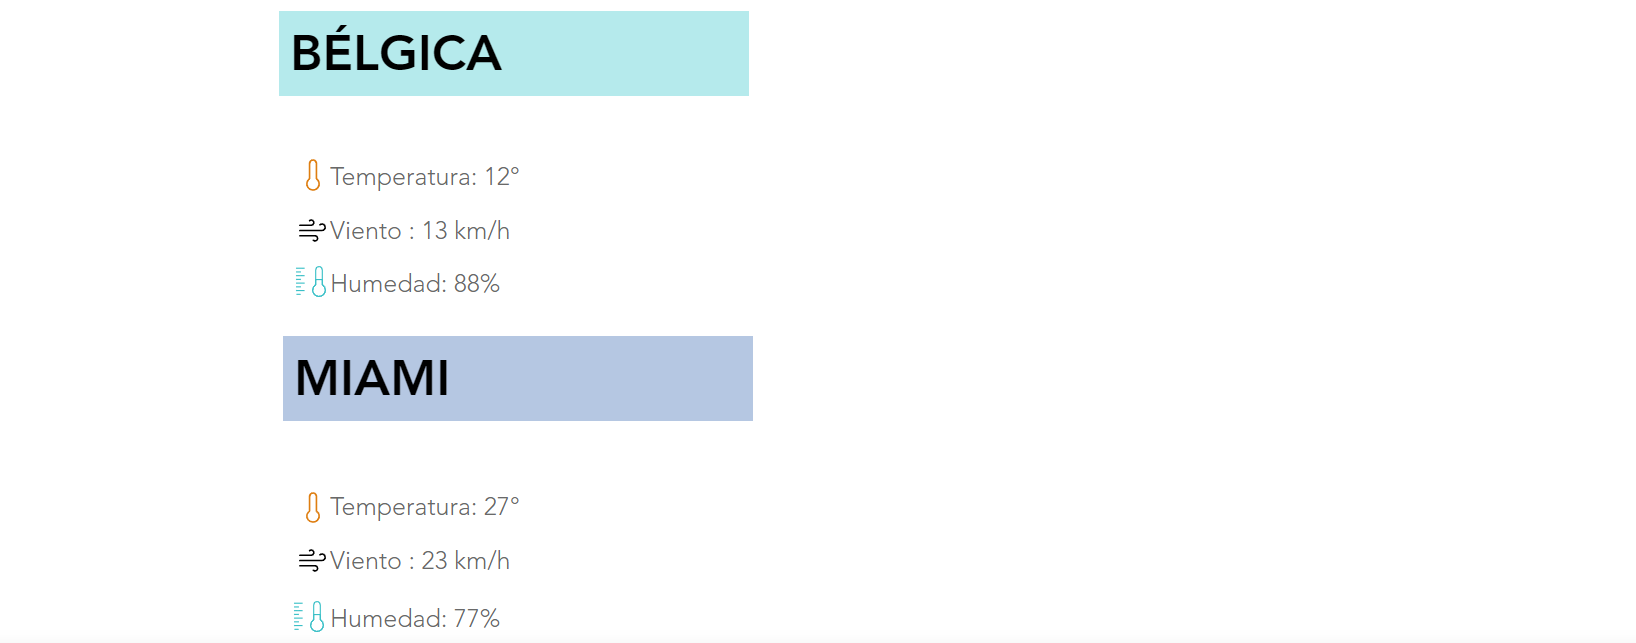 BÉLGICA
Temperatura: 12°
Viento : 13 km/h
Humedad: 88%
MIAMI
Temperatura: 27°
Viento : 23 km/h
Humedad: 77%